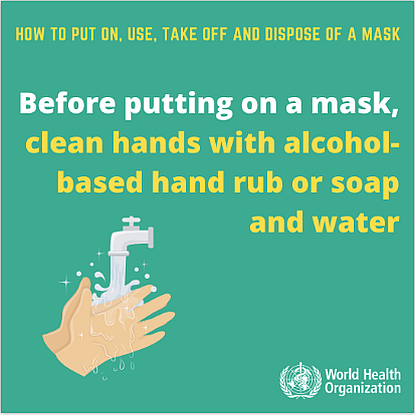 HOW TO PUT ON, USE, TAKE OFF AND DISPOSE OF A MASK
Before putting on a mask,
clean hands with alcohol-
based hand rub or soap
and water
World Health
Organization